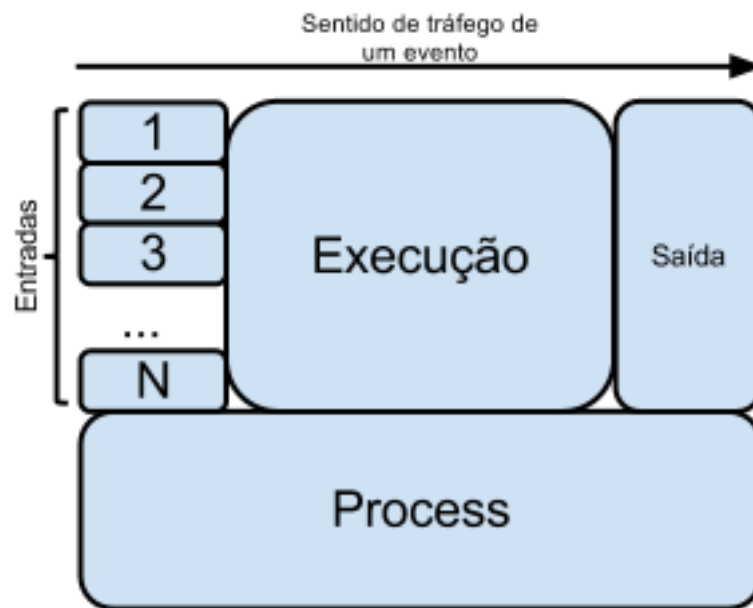 Sentido de tráfego de
um evento
Entradas
1
2
3
...
N
Execução
Saída
Process